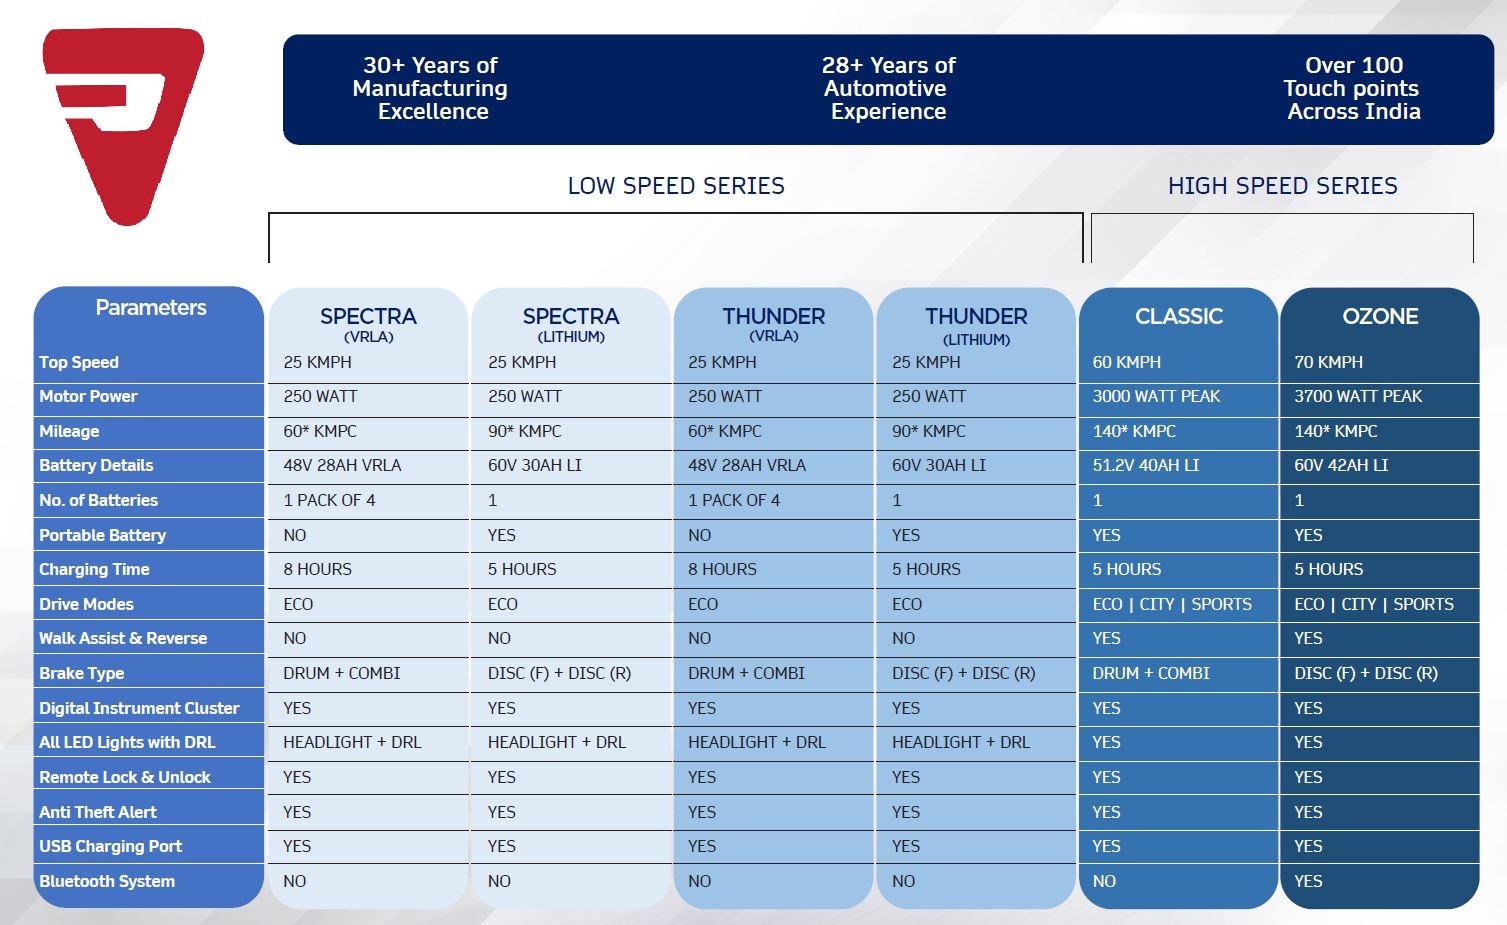 30+ Years of
Manufacturing
Excellence
28+ Years of
Automotive
Experience
Over 100
Touch points
Across India
LOW SPEED SERIES
HIGH SPEED SERIES
Parameters SPECTRA (VRLA) SPECTRA (LITHIUM) THUNDER (VRLA) THUNDER (LITHIUM) CLASSIC OZONE
Top Speed 25 KMPH 25 KMPH 25 KMPH 25 KMPH 60 KMPH 70 KMPH
Motor Power 250 WATT 250 WATT 250 WATT 250 WATT 3000 WATT PEAK 3700 WATT PEAK
Mileage 60* KMPC 90* KMPC 60* KMPC 90* KMPC 140* KMPC 140* KMPC
Battery Details 48V 28AH VRLA 60V 30AH LI 48V 28AH VRLA 60V 30AH LI 51.2V 40AH LI 60V 42AH LI
No. of Batteries 1 PACK OF 4 1 1 PACK OF 4 1 1 1
Portable Battery NO YES NO YES YES YES
Charging Time 8 HOURS 5 HOURS 8 HOURS 5 HOURS 5 HOURS 5 HOURS
Drive Modes ECO ECO ECO ECO ECO | CITY | SPORTS ECO | CITY | SPORTS
Walk Assist & Reverse NO NO NO NO YES YES
Brake Type DRUM + COMBI DISC (F) + DISC (R) DRUM + COMBI DISC (F) + DISC (R) DRUM + COMBI DISC (F) + DISC (R)
Digital Instrument Cluster YES YES YES YES YES YES
All LED Lights with DRL HEADLIGHT + DRL HEADLIGHT + DRL HEADLIGHT + DRL HEADLIGHT + DRL YES YES
Remote Lock & Unlock YES YES YES YES YES YES
Anti Theft Alert YES YES YES YES YES YES
USB Charging Port YES YES YES YES YES YES
Bluetooth System NO NO NO NO NO YES